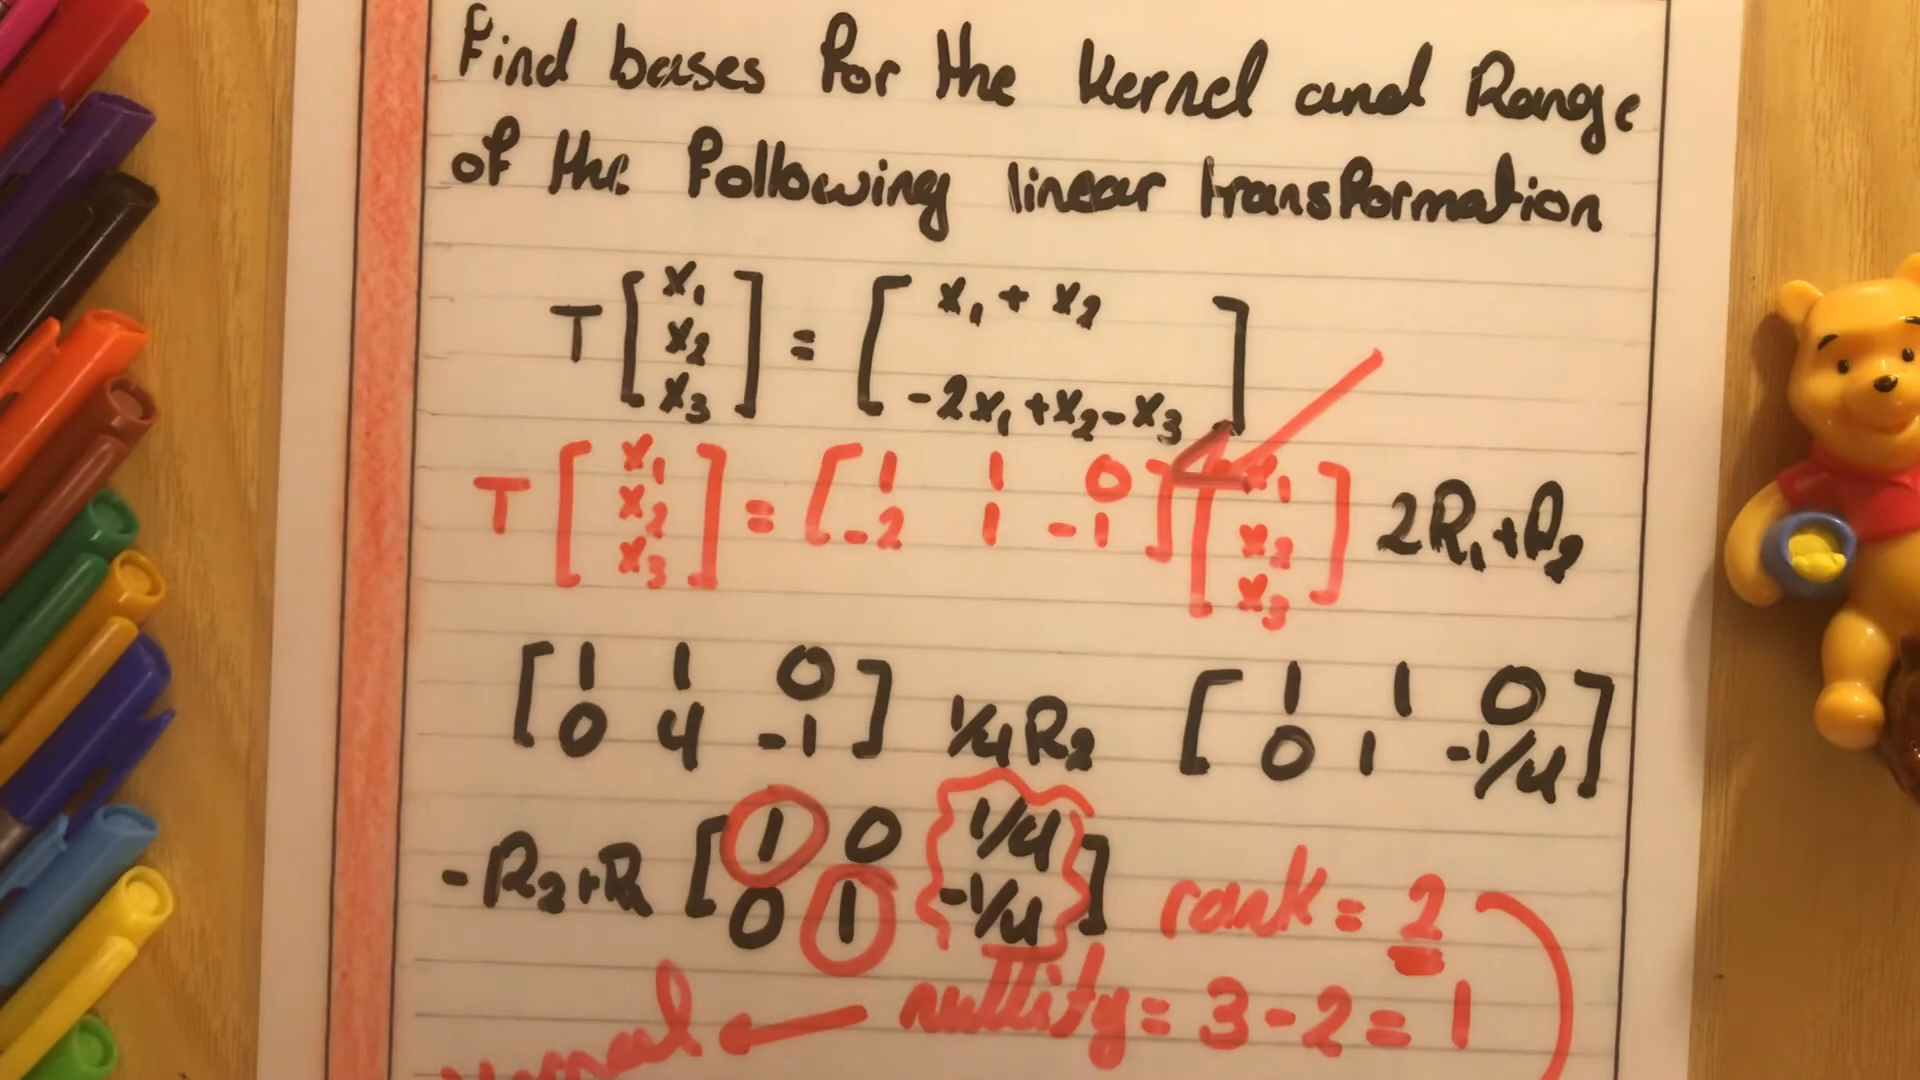 Find bases for the Kernel and Range
of the following linear transformation
T [x₁ x₂ x₃] = [x₁ + x₂
-2x₁ + x₂ - x₃]
T [x₁ x₂ x₃] = [1 1 0
-2 1 -1] [x₁ x₂ x₃] 2R₁+R₂
[1 1 0
0 4 -1] 1/4 R₂ [1 1 0
0 1 -1/4]
-R₂+R₁ [1 0 1/4
0 1 -1/4] rank = 2
kernel ← nullity = 3 - 2 = 1